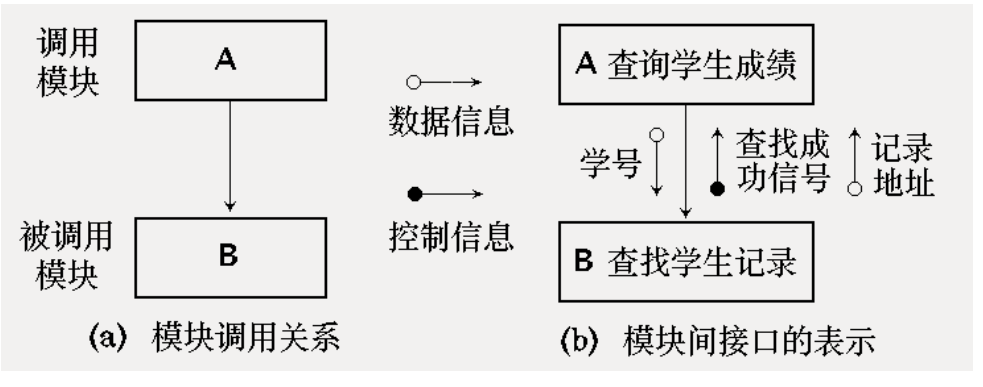 调用
模块
A
被调用
模块
B
(a) 模块调用关系
数据信息
控制信息
A 查询学生成绩
学号
查找成
功信号
记录
地址
B 查找学生记录
(b) 模块间接口的表示